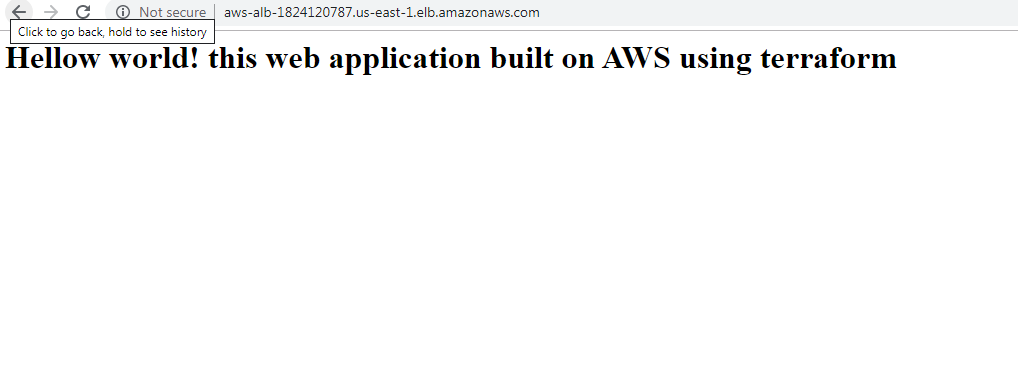 Not secure | aws-alb-1824120787.us-east-1.elb.amazonaws.com
Click to go back, hold to see history
Hellow world! this web application built on AWS using terraform